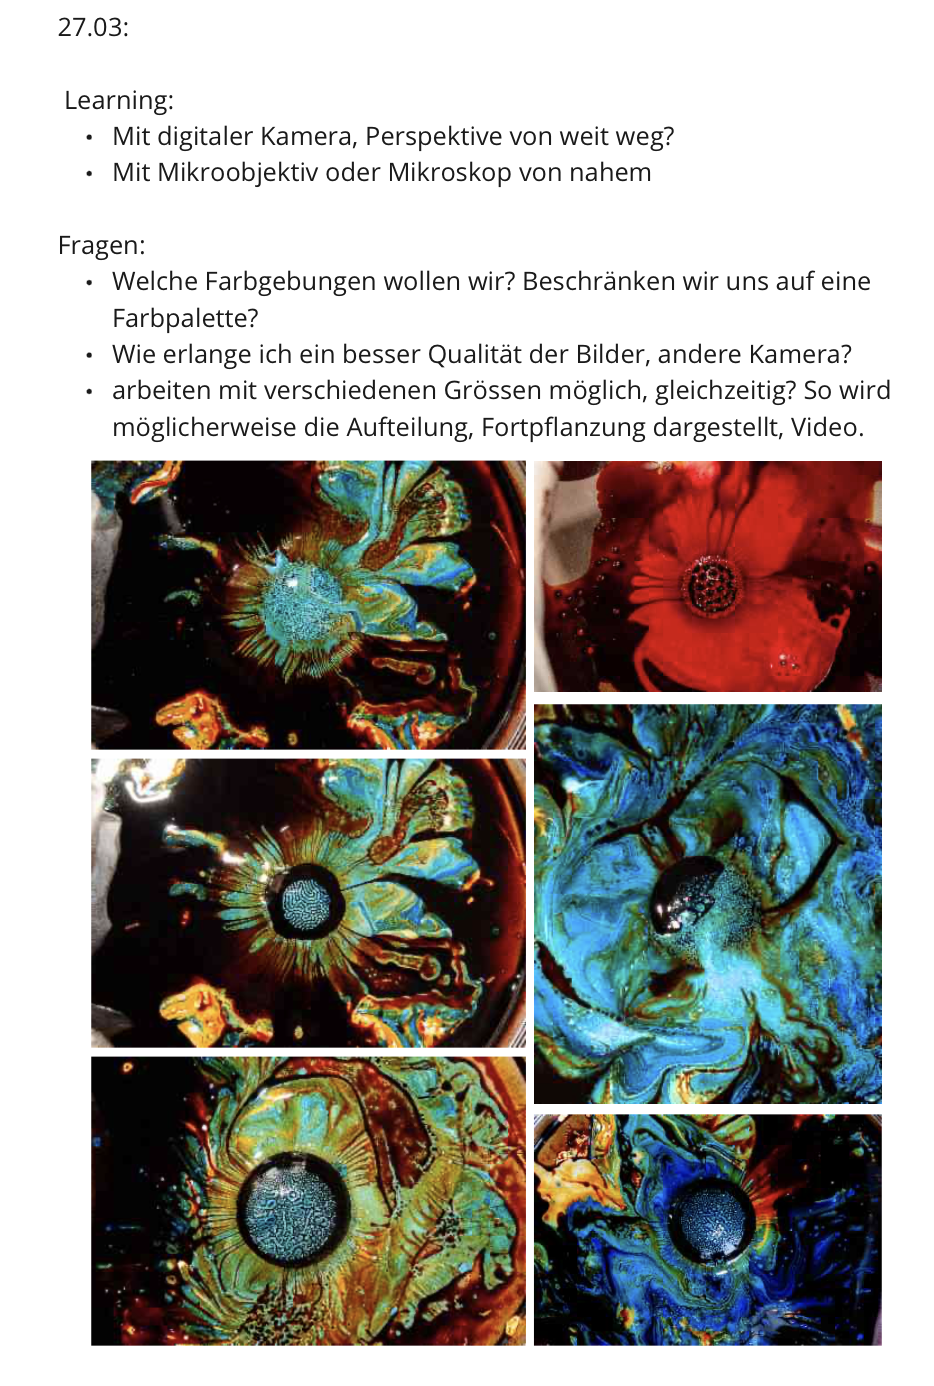 27.03:
Learning:
• Mit digitaler Kamera, Perspektive von weit weg?
• Mit Mikroobjektiv oder Mikroskop von nahem
Fragen:
• Welche Farbgebungen wollen wir? Beschränken wir uns auf eine
Farbpalette?
• Wie erlange ich ein besser Qualität der Bilder, andere Kamera?
• arbeiten mit verschiedenen Grössen möglich, gleichzeitig? So wird
möglicherweise die Aufteilung, Fortpflanzung dargestellt, Video.